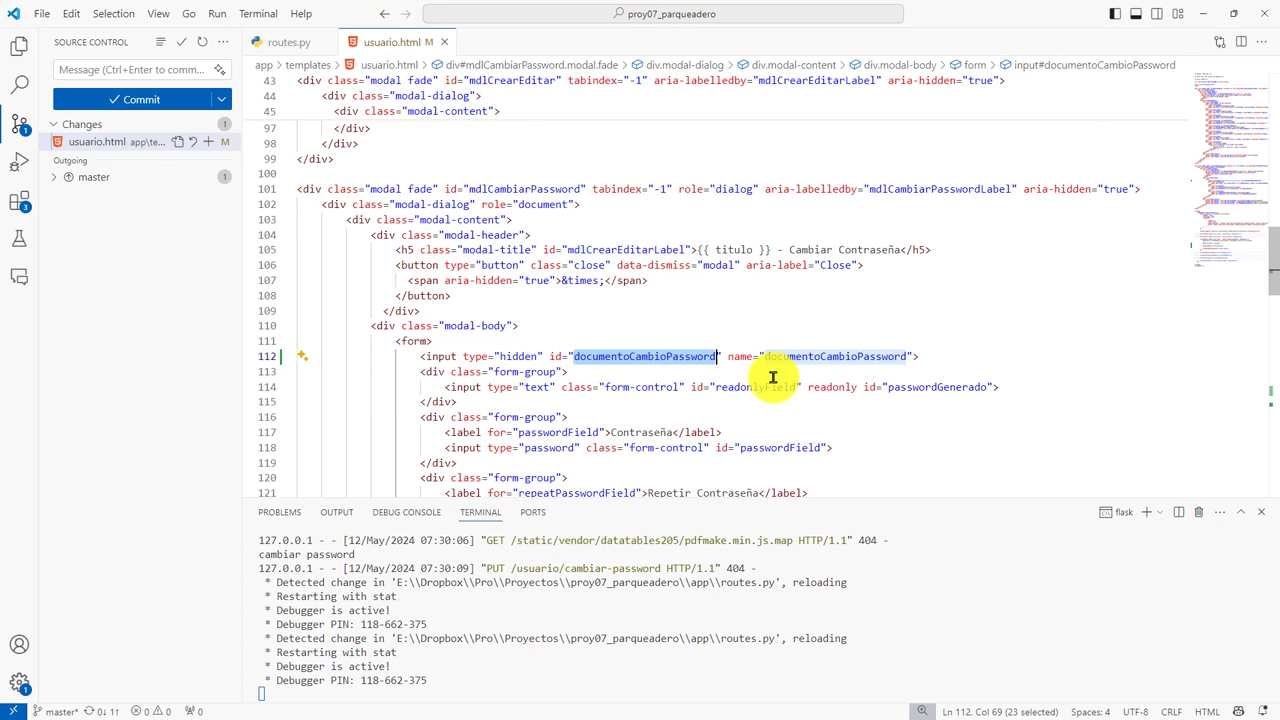 File Edit Selection View Go Run Terminal Help
proy07_parqueadero
SOURCE CONTROL
routes.py
usuario.html M
app > templates > usuario.html > div#mdlCambiarPassword.modal.fade > div.modal-dialog > div.modal-content > div.modal-body > form > input#documentoCambioPassword
Message (Ctrl+Enter to comm...
Commit
Changes 1
usuario.html app\te... M
Outgoing
master 1
43 <div class="modal fade" id="mdlCrearEditar" tabindex="-1" aria-labelledby="mdlCrearEditarLabel" aria-hidden="true">
44 class="modal-dialog">
45 class="modal-content">
97 </div>
98 </div>
99 </div>
100
101 <div class="modal fade" id="mdlCambiarPassword" tabindex="-1" role="dialog" aria-labelledby="mdlCambiarPasswordLabel" aria-hidden="true">
102 <div class="modal-dialog" role="document">
103 <div class="modal-content">
104 <div class="modal-header">
105 Contraseña</h5>
106 type="button" class="close" data-dismiss="modal" aria-label="Close">
107 <span aria-hidden="true">&times;</span>
108 </button>
109 </div>
110 <div class="modal-body">
111 <form>
112 <input type="hidden" id="documentoCambioPassword" name="documentoCambioPassword">
113 <div class="form-group">
114 <input type="text" class="form-control" id="readonlyField" readonly id="passwordGenerado">
115 </div>
116 <div class="form-group">
117 <label for="passwordField">Contraseña</label>
118 <input type="password" class="form-control" id="passwordField">
119 </div>
120 <div class="form-group">
121 <label for="repeatPasswordField">Repetir Contraseña</label>
PROBLEMS OUTPUT DEBUG CONSOLE TERMINAL PORTS
flask
127.0.0.1 - - [12/May/2024 07:30:06] "GET /static/vendor/datatables205/pdfmake.min.js.map HTTP/1.1" 404 -
cambiar password
127.0.0.1 - - [12/May/2024 07:30:09] "PUT /usuario/cambiar-password HTTP/1.1" 404 -
* Detected change in 'E:\\Dropbox\\Pro\\Proyectos\\proy07_parqueadero\\app\\routes.py', reloading
* Restarting with stat
* Debugger is active!
* Debugger PIN: 118-662-375
* Detected change in 'E:\\Dropbox\\Pro\\Proyectos\\proy07_parqueadero\\app\\routes.py', reloading
* Restarting with stat
* Debugger is active!
* Debugger PIN: 118-662-375
master* 0↓ 1↑ 0 0 0 Ln 112, Col 69 (23 selected) Spaces: 4 UTF-8 CRLF HTML